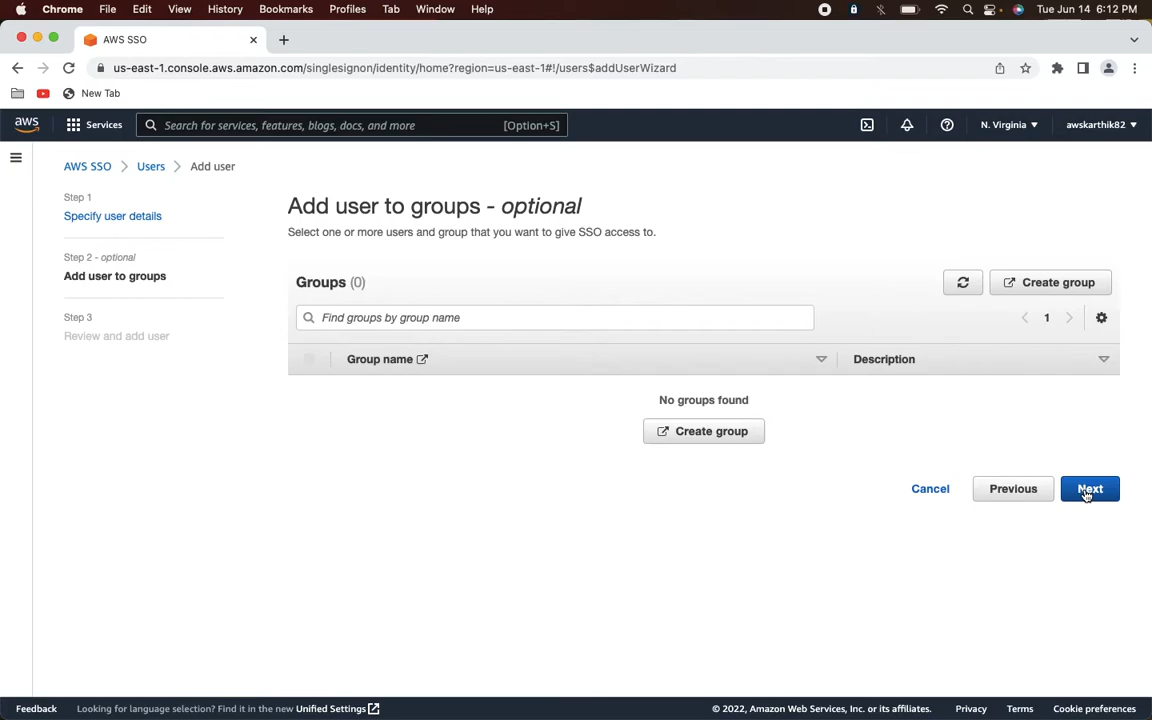 Chrome File Edit View History Bookmarks Profiles Tab Window Help Tue Jun 14 6:12 PM
AWS SSO
us-east-1.console.aws.amazon.com/singlesignon/identity/home?region=us-east-1#!/users$addUserWizard
New Tab
aws Services Search for services, features, blogs, docs, and more [Option+S] N. Virginia awskarthik82
AWS SSO Users Add user
Step 1
Specify user details
Step 2 - optional
Add user to groups
Step 3
Review and add user
Add user to groups - optional
Select one or more users and group that you want to give SSO access to.
Groups (0) Create group
Find groups by group name 1
Group name Description
No groups found
Create group
Cancel Previous Next
Feedback Looking for language selection? Find it in the new Unified Settings © 2022, Amazon Web Services, Inc. or its affiliates. Privacy Terms Cookie preferences